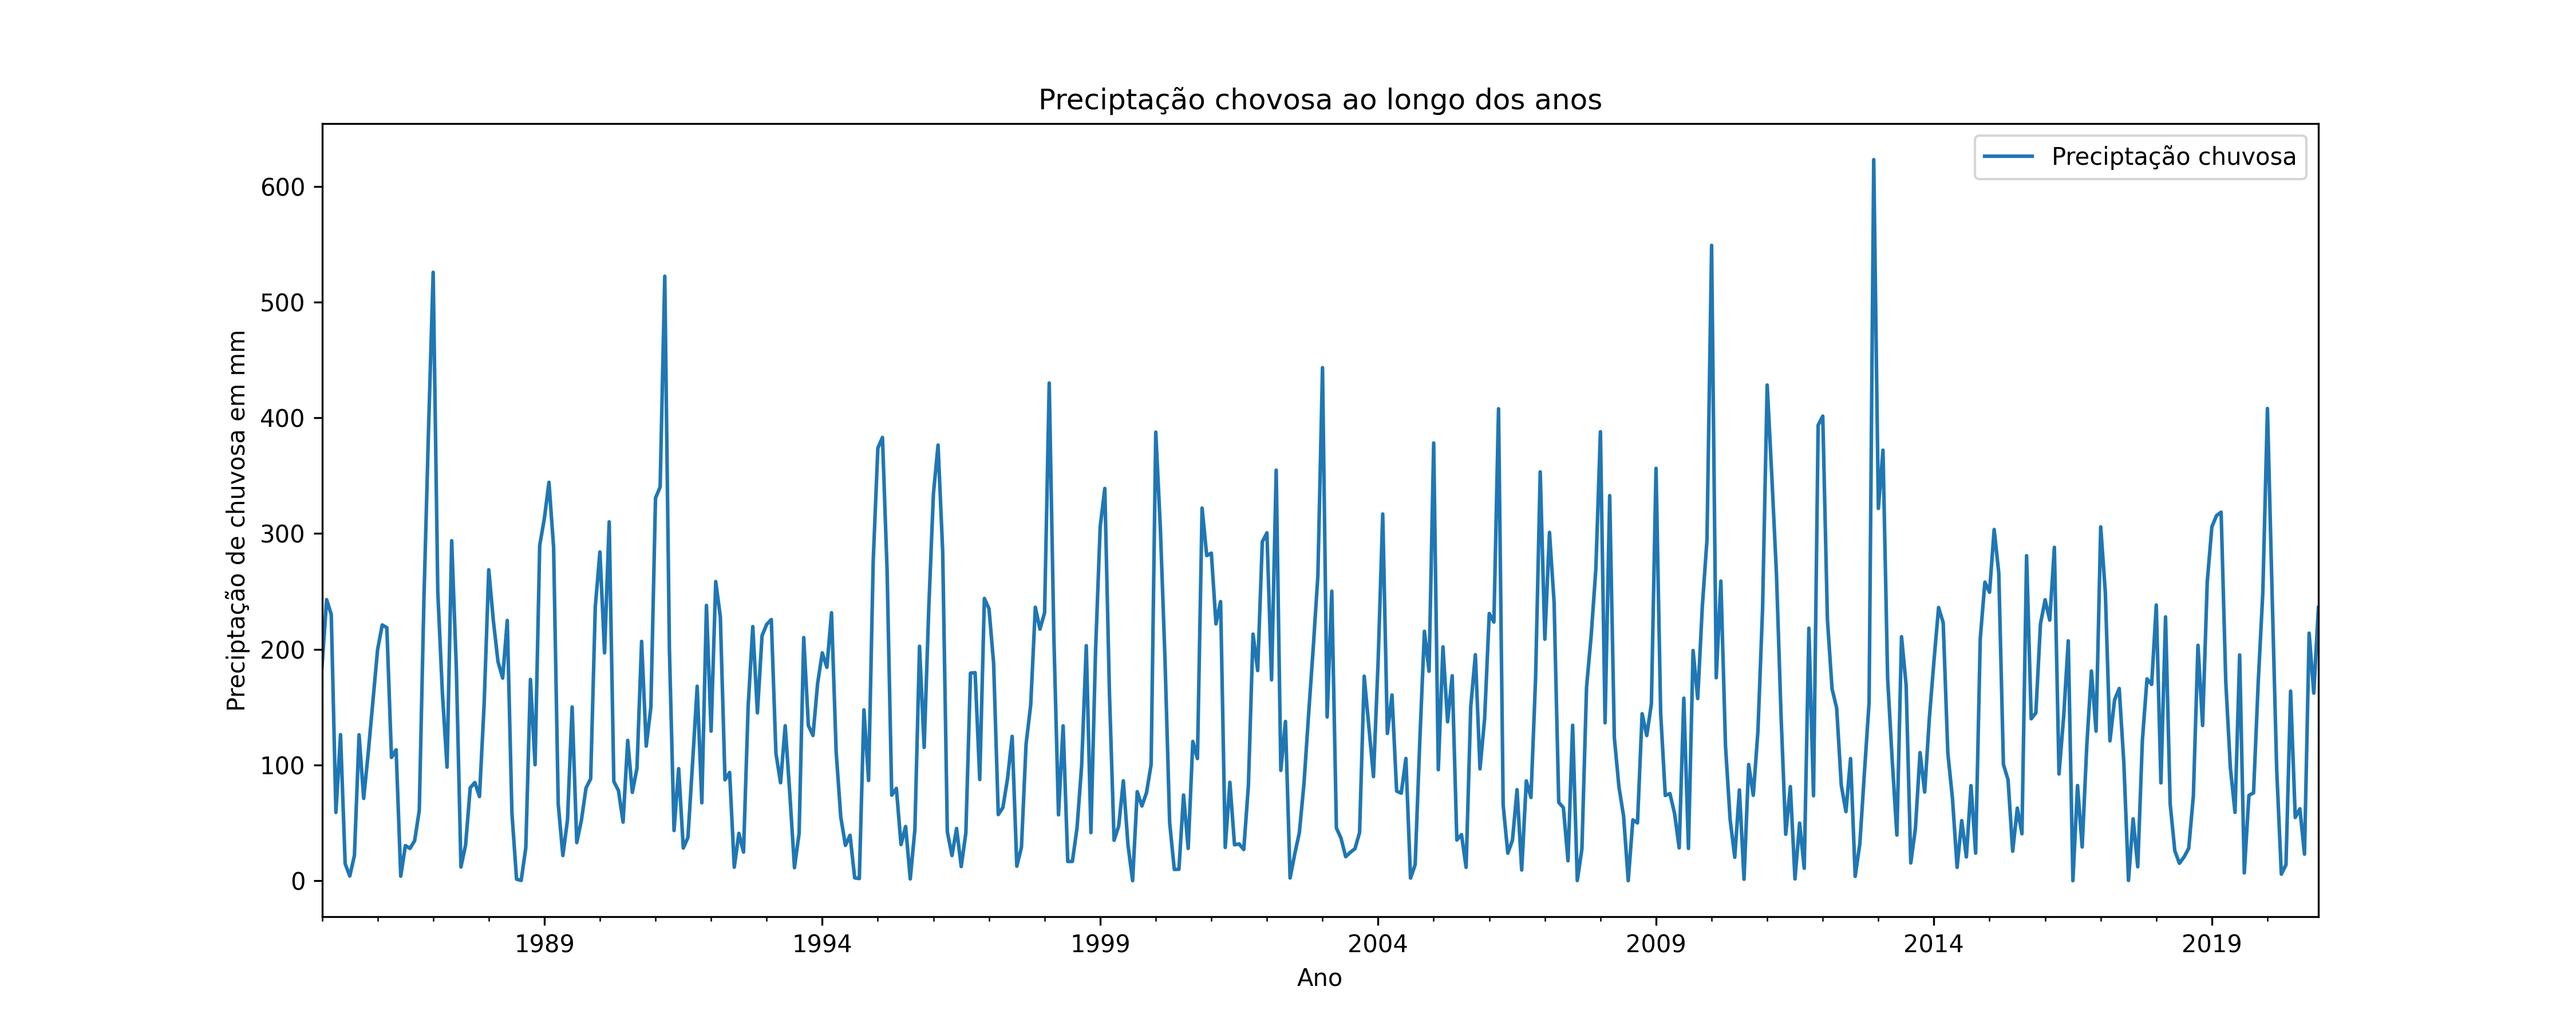 Preciptação chovosa ao longo dos anos
Preciptação chuvosa
Preciptação de chuvosa em mm
600
500
400
300
200
100
0
1989 1994 1999 2004 2009 2014 2019
Ano